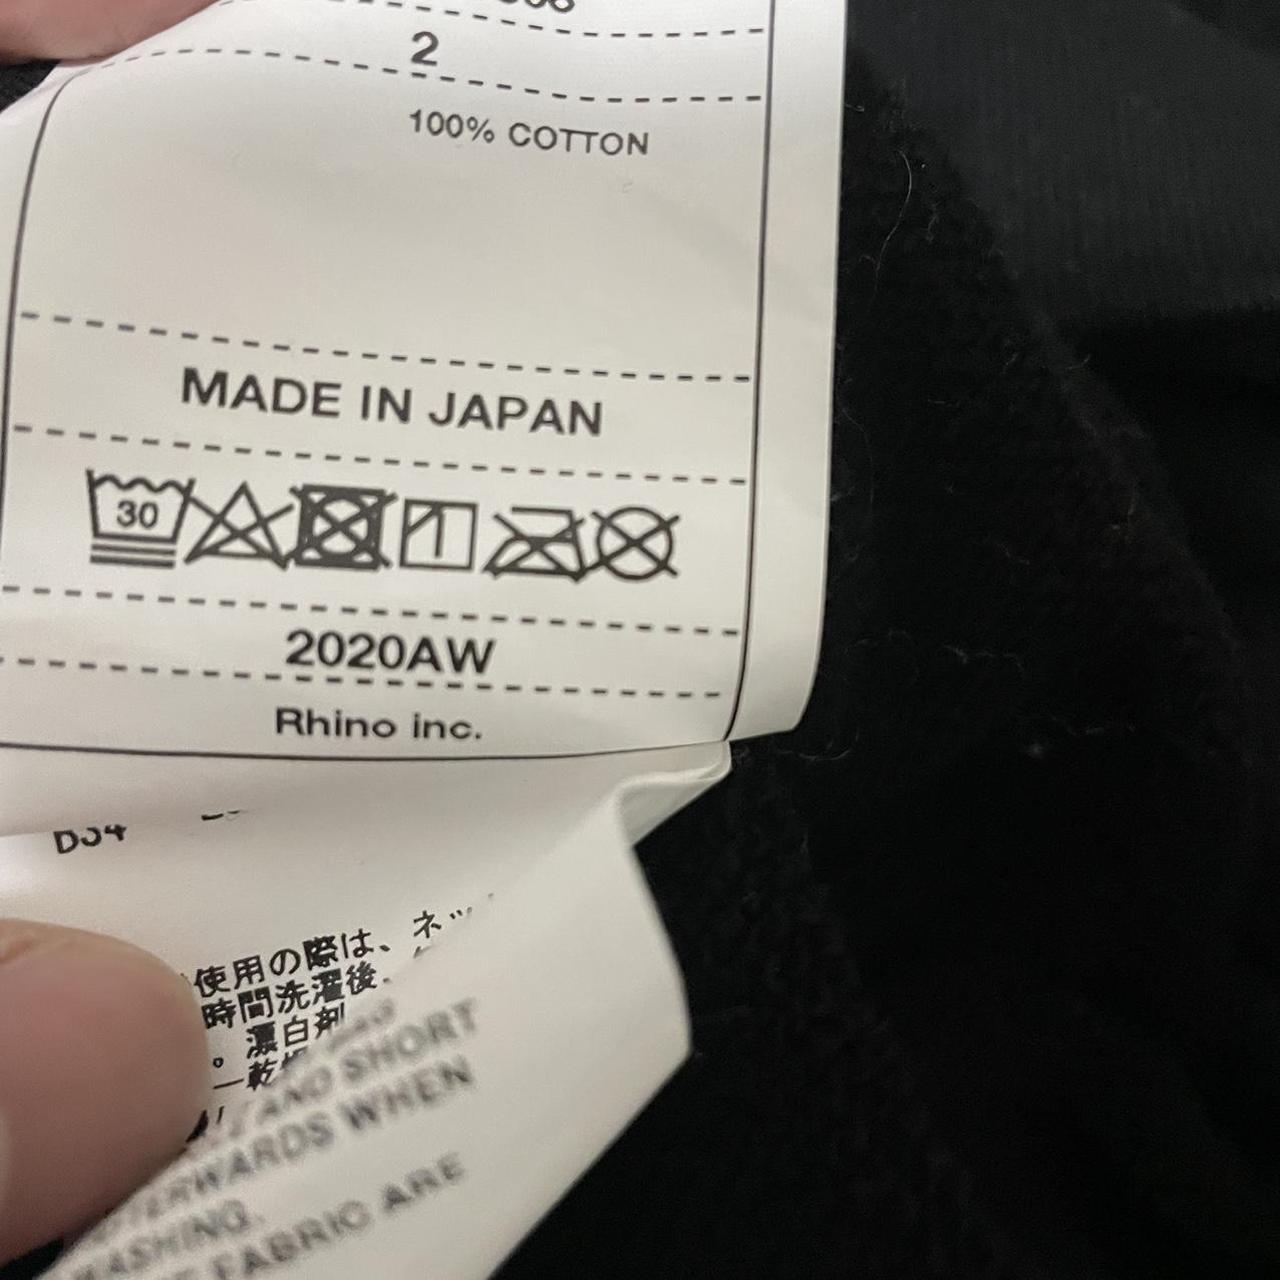 2
100% COTTON
MADE IN JAPAN
30
2020AW
Rhino inc.
使用の際は、ネッ
時間洗濯後、
。漂白剤
AND SHORT
WHEN
WASHING.
FABRIC ARE